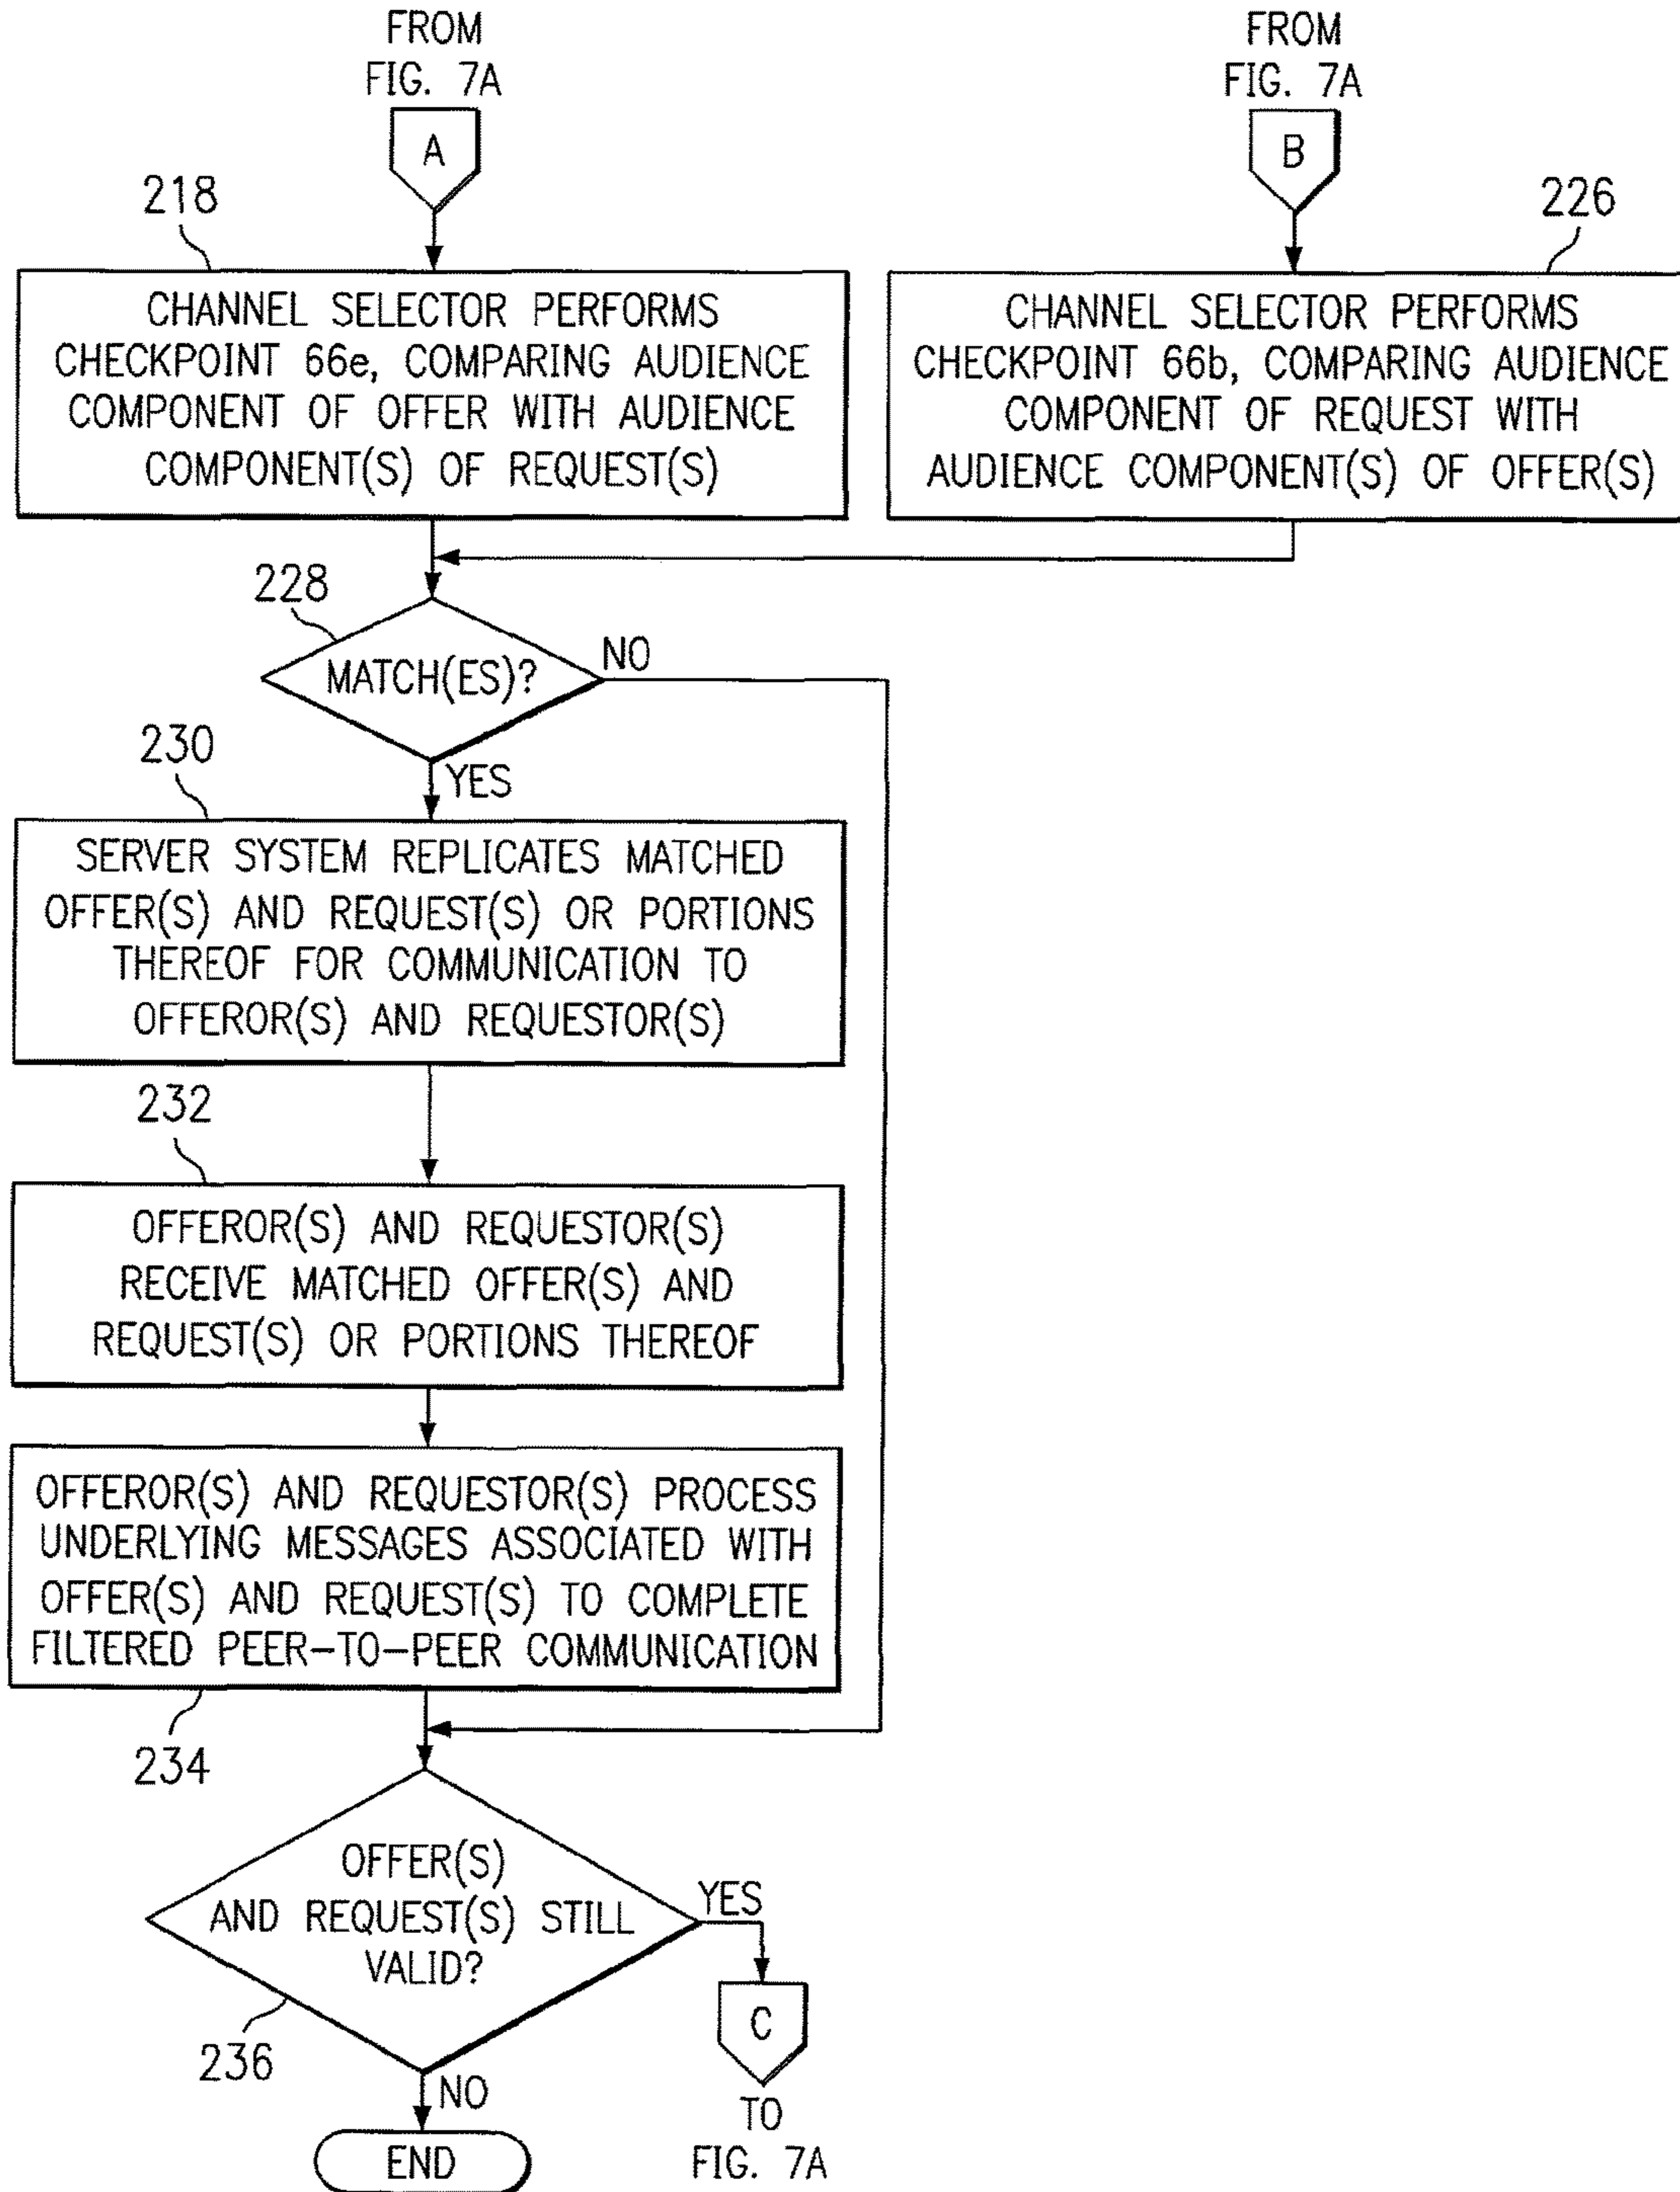 FROM
FIG. 7A
A
FROM
FIG. 7A
B
218
226
CHANNEL SELECTOR PERFORMS
CHECKPOINT 66e, COMPARING AUDIENCE
COMPONENT OF OFFER WITH AUDIENCE
COMPONENT(S) OF REQUEST(S)
CHANNEL SELECTOR PERFORMS
CHECKPOINT 66b, COMPARING AUDIENCE
COMPONENT OF REQUEST WITH
AUDIENCE COMPONENT(S) OF OFFER(S)
228
MATCH(ES)?
NO
YES
230
SERVER SYSTEM REPLICATES MATCHED
OFFER(S) AND REQUEST(S) OR PORTIONS
THEREOF FOR COMMUNICATION TO
OFFEROR(S) AND REQUESTOR(S)
232
OFFEROR(S) AND REQUESTOR(S)
RECEIVE MATCHED OFFER(S) AND
REQUEST(S) OR PORTIONS THEREOF
OFFEROR(S) AND REQUESTOR(S) PROCESS
UNDERLYING MESSAGES ASSOCIATED WITH
OFFER(S) AND REQUEST(S) TO COMPLETE
FILTERED PEER-TO-PEER COMMUNICATION
234
OFFER(S)
AND REQUEST(S) STILL
VALID?
YES
236
NO
END
C
TO
FIG. 7A